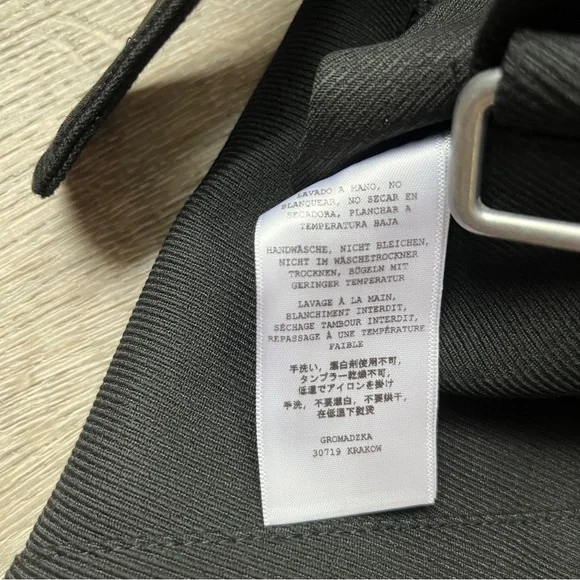 LAVADO A MANO, NO
BLANQUEAR, NO SECAR EN
SECADORA, PLANCHAR A
TEMPERATURA BAJA
HANDWÄSCHE, NICHT BLEICHEN,
NICHT IM WÄSCHETROCKNER
TROCKNEN, BÜGELN MIT
GERINGER TEMPERATUR
LAVAGE À LA MAIN,
BLANCHIMENT INTERDIT,
SÉCHAGE TAMBOUR INTERDIT,
REPASSAGE À UNE TEMPÉRATURE
FAIBLE
手洗い, 漂白剤使用不可,
タンブラー乾燥不可,
低温でアイロンを掛け
手洗, 不要漂白, 不要烘干,
在低温下熨烫
GROMADZKA
30719 KRAKOW